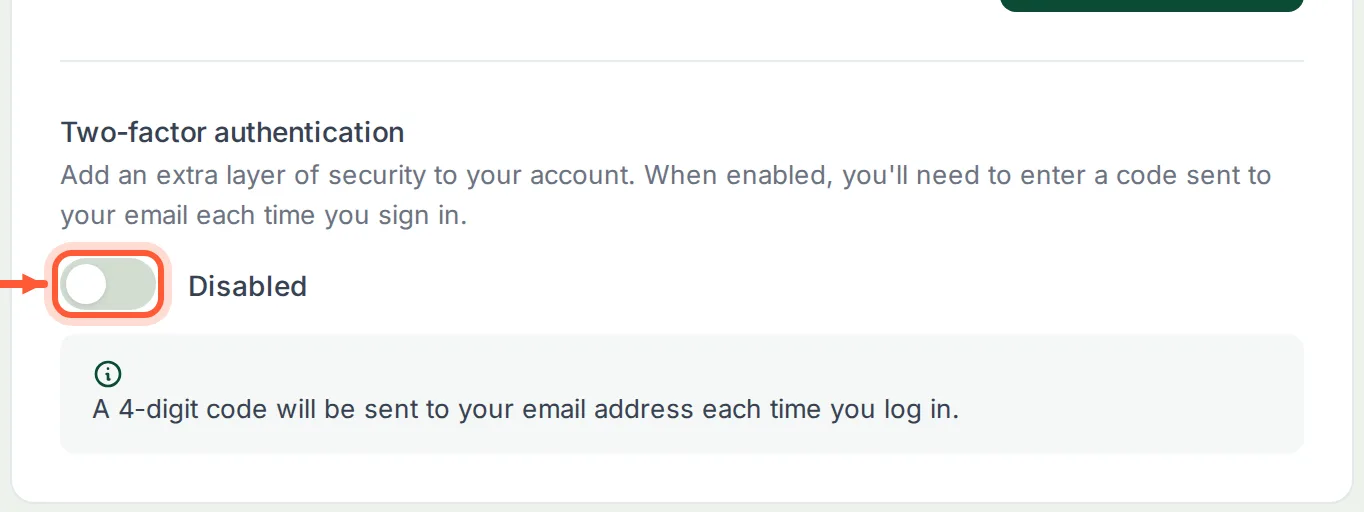 Two-factor authentication
Add an extra layer of security to your account. When enabled, you'll need to enter a code sent to
your email each time you sign in.
Disabled
A 4-digit code will be sent to your email address each time you log in.